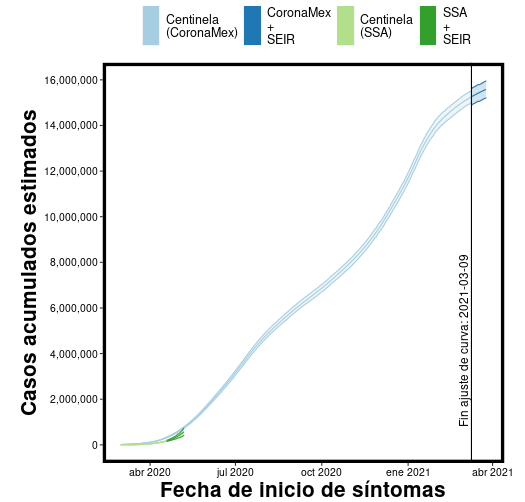 Centinela
(CoronaMex)
CoronaMex
+
SEIR
Centinela
(SSA)
SSA
+
SEIR
Casos acumulados estimados
16,000,000
14,000,000
12,000,000
10,000,000
8,000,000
6,000,000
4,000,000
2,000,000
0
Fin ajuste de curva: 2021-03-09
abr 2020
jul 2020
oct 2020
ene 2021
abr 2021
Fecha de inicio de síntomas